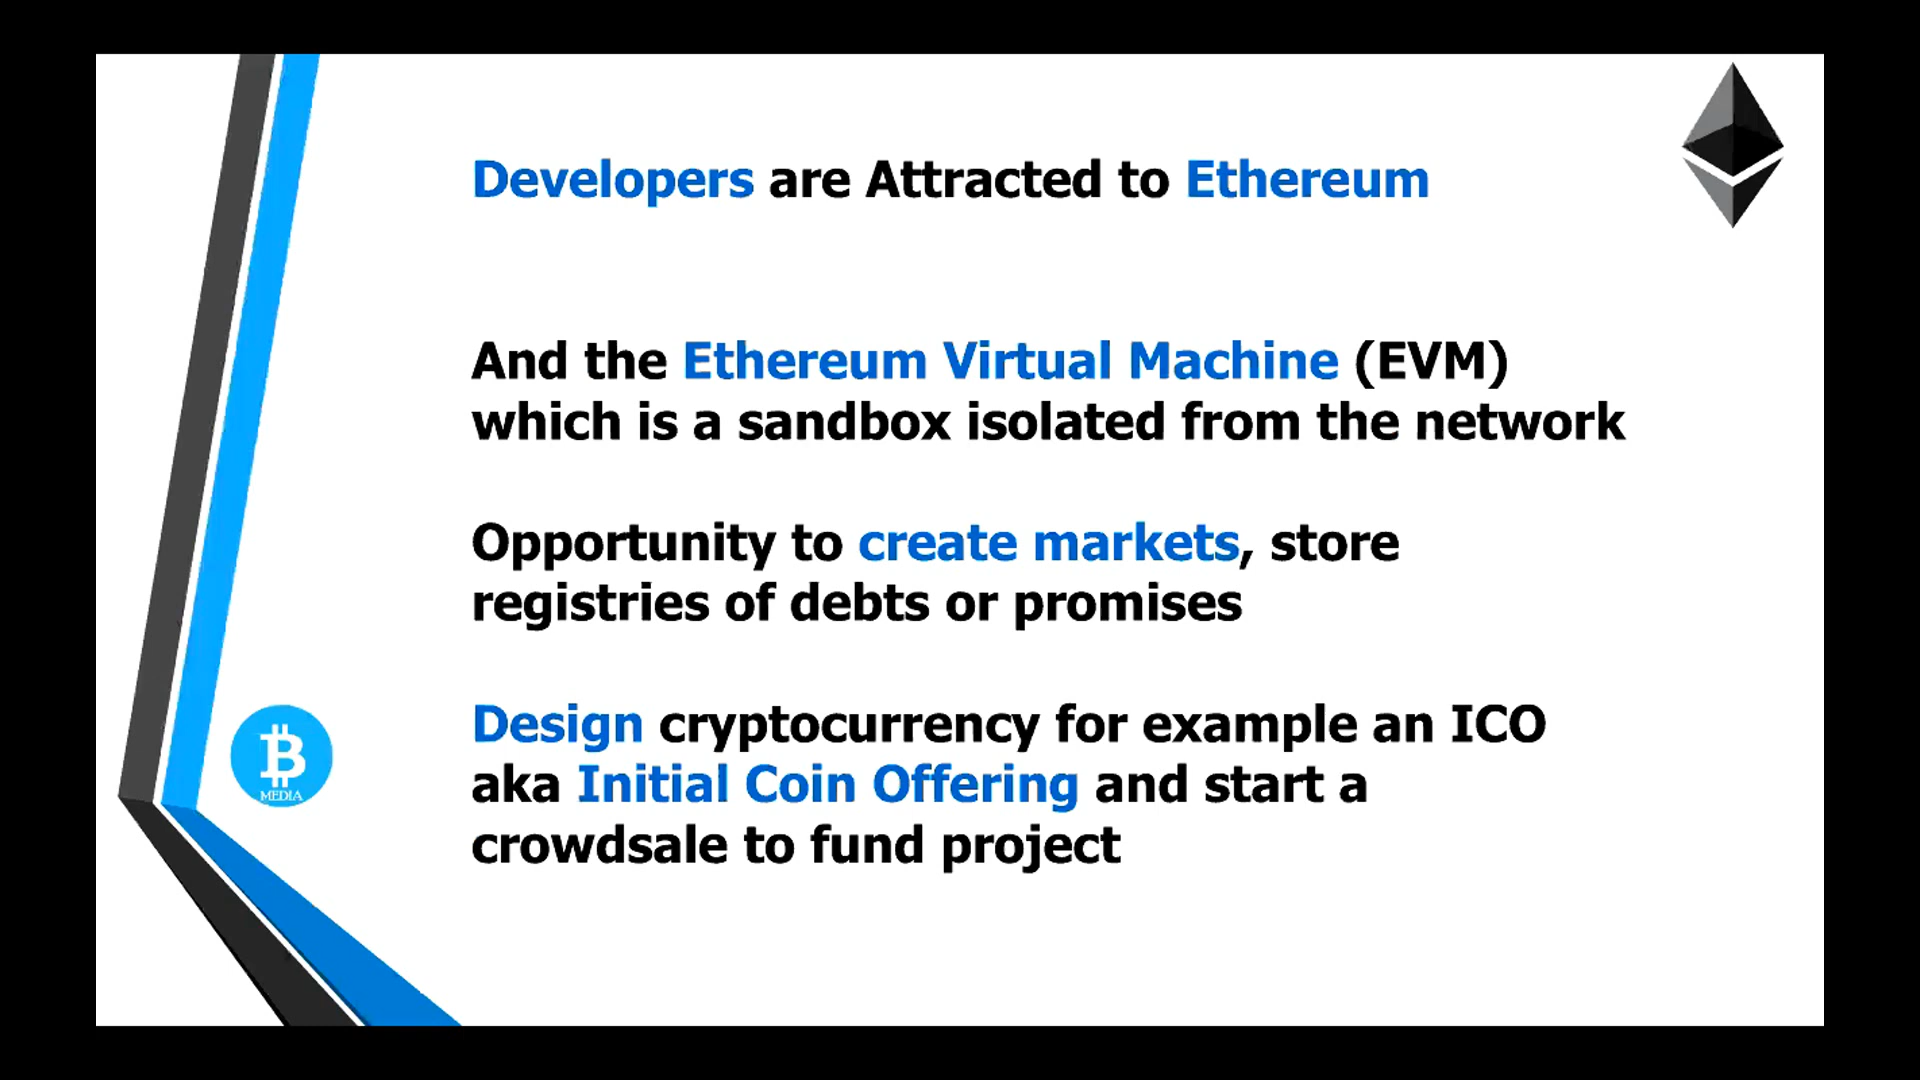 Developers are Attracted to Ethereum
And the Ethereum Virtual Machine (EVM)
which is a sandbox isolated from the network
Opportunity to create markets, store
registries of debts or promises
Design cryptocurrency for example an ICO
aka Initial Coin Offering and start a
crowdsale to fund project
MEDIA